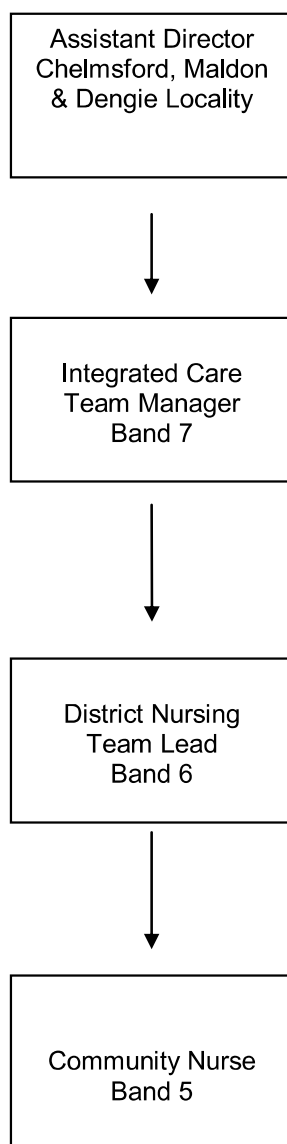 Assistant Director
Chelmsford, Maldon
& Dengie Locality
Integrated Care
Team Manager
Band 7
District Nursing
Team Lead
Band 6
Community Nurse
Band 5